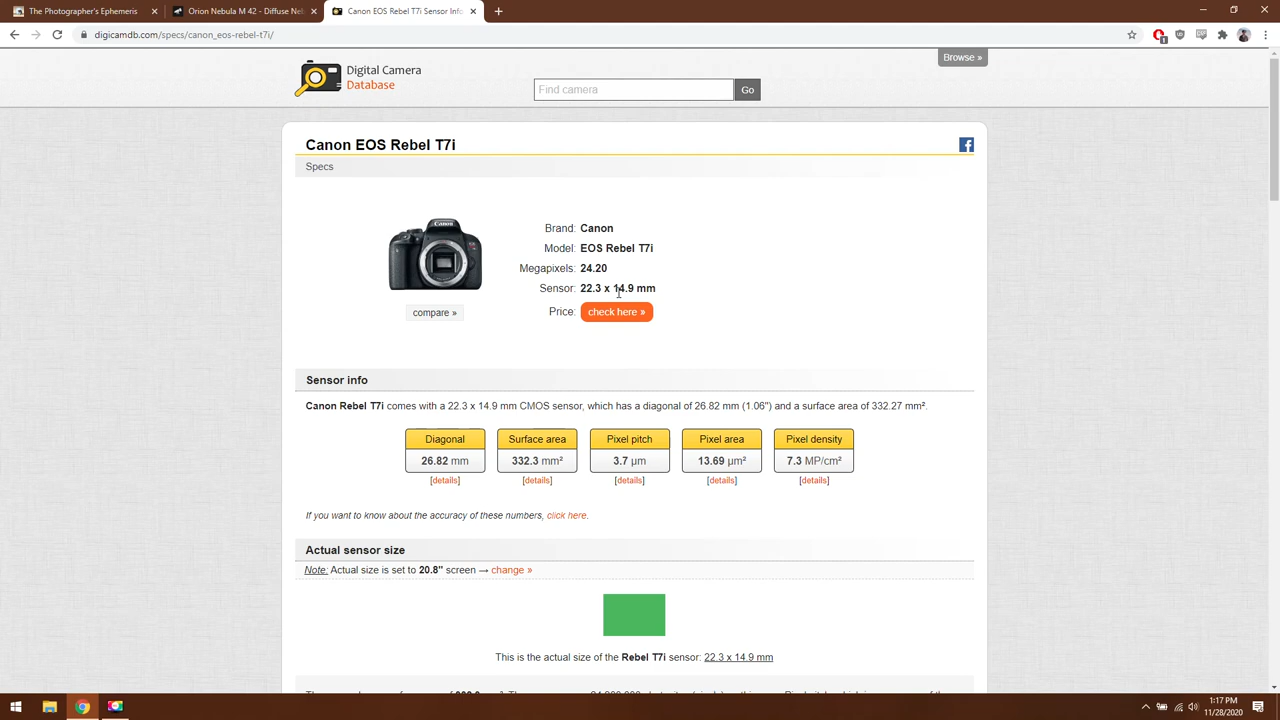 The Photographer's Ephemeris
Orion Nebula M 42 - Diffuse Ne
Canon EOS Rebel T7i Sensor Info
digicamdb.com/specs/canon_eos-rebel-t7i/
1
Browse »
Digital Camera
Database
Find camera
Go
Canon EOS Rebel T7i
Specs
Canon
Brand: Canon
Model: EOS Rebel T7i
Megapixels: 24.20
Sensor: 22.3 x 14.9 mm
Price: check here »
compare »
Sensor info
Canon Rebel T7i comes with a 22.3 x 14.9 mm CMOS sensor, which has a diagonal of 26.82 mm (1.06") and a surface area of 332.27 mm².
Diagonal Surface area Pixel pitch Pixel area Pixel density
26.82 mm 332.3 mm² 3.7 µm 13.69 µm² 7.3 MP/cm²
[details] [details] [details] [details] [details]
If you want to know about the accuracy of these numbers, click here.
Actual sensor size
Note: Actual size is set to 20.8" screen → change »
This is the actual size of the Rebel T7i sensor: 22.3 x 14.9 mm
1:17 PM
11/28/2020